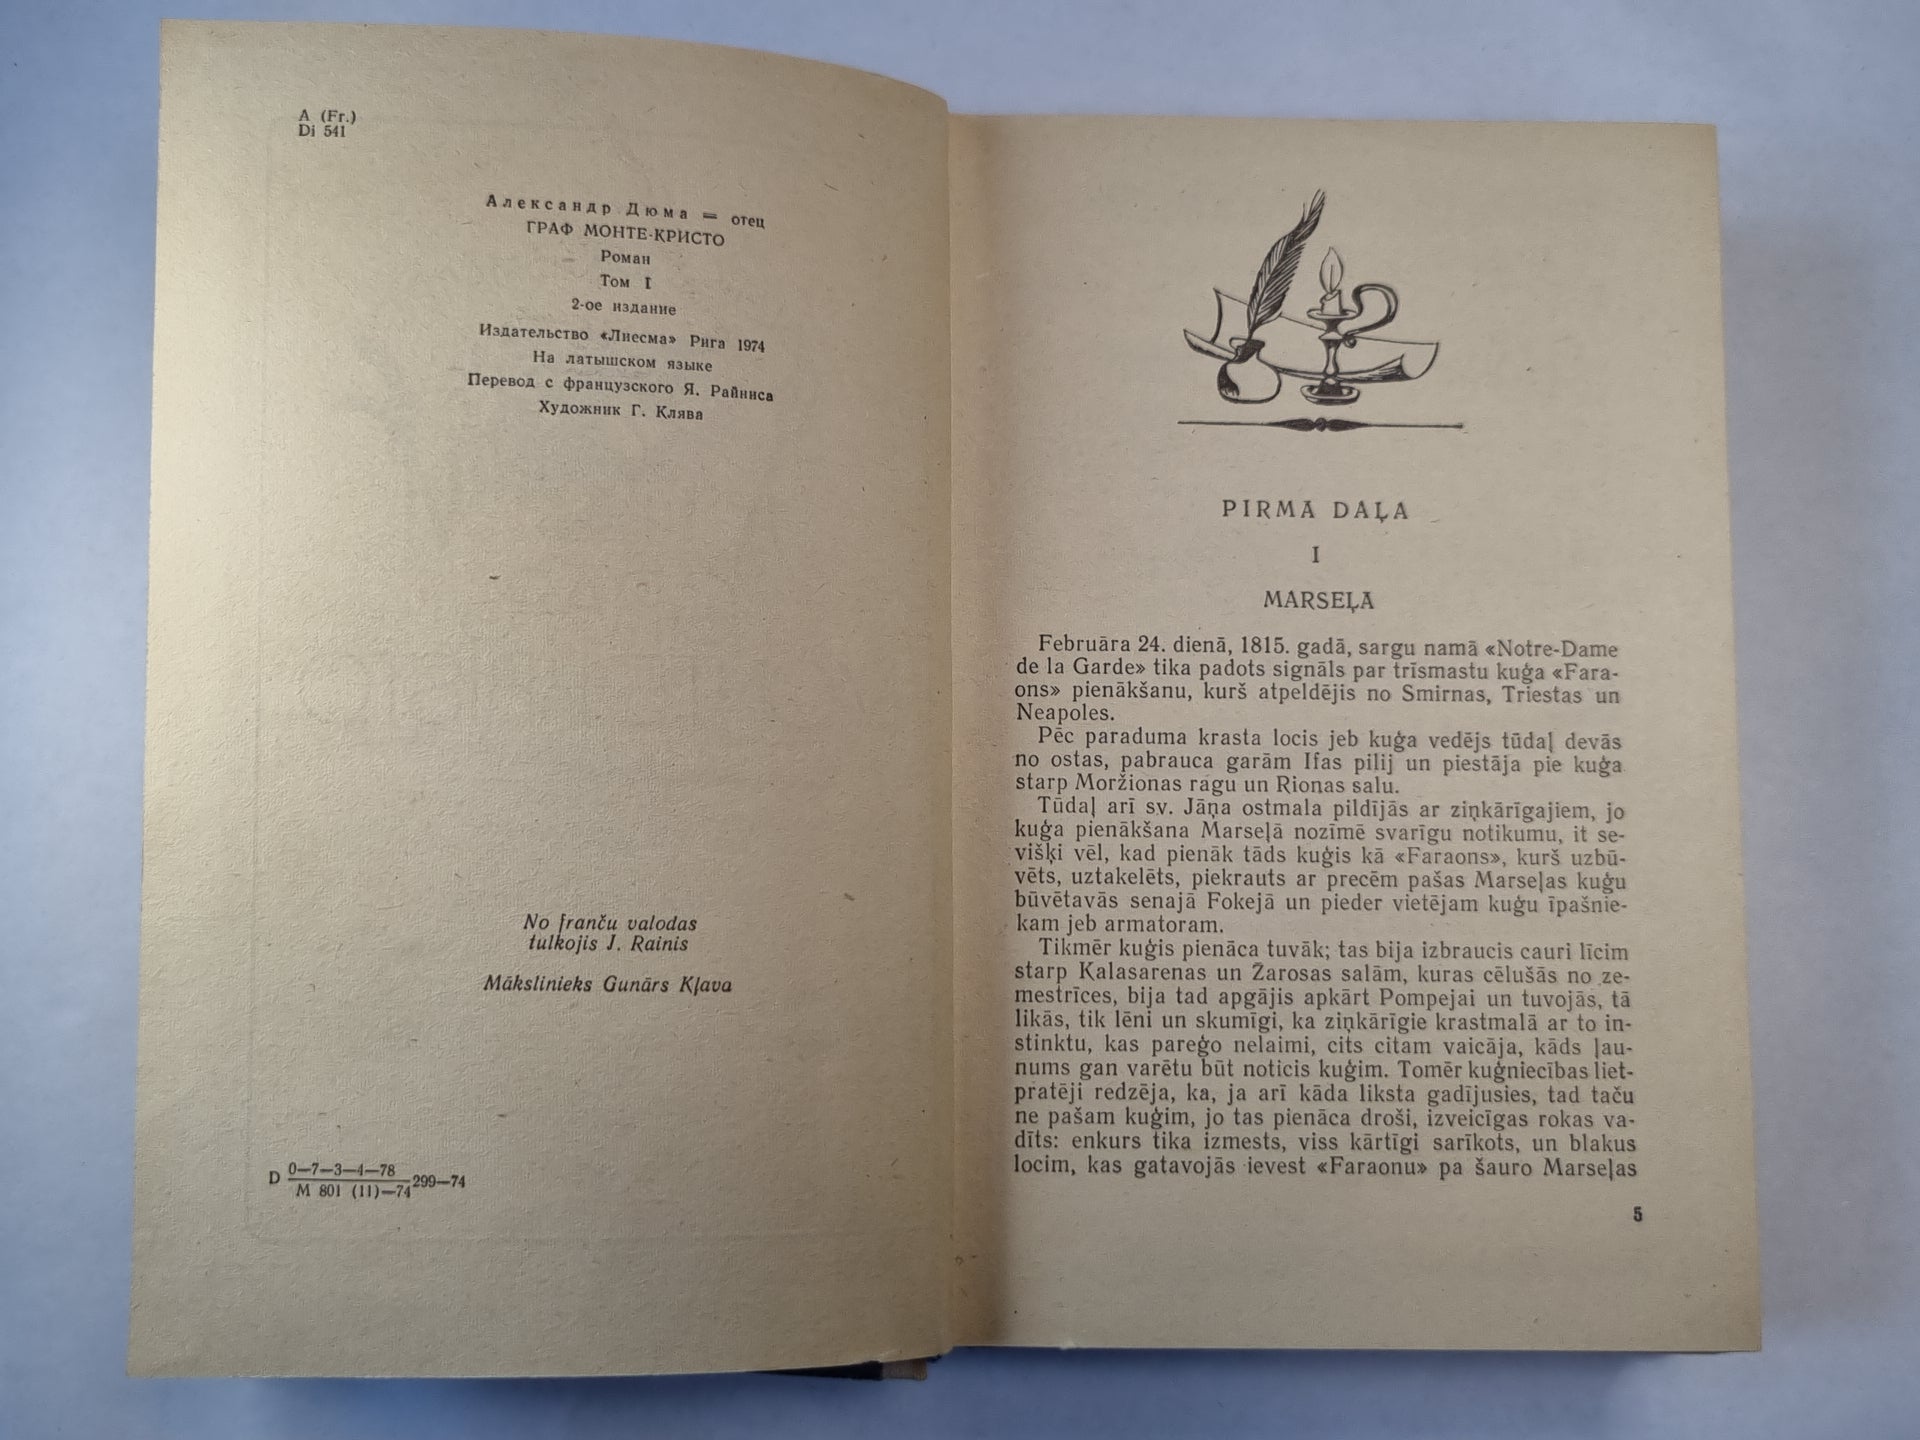 A (Fr.)
Di 541
Александр Дюма = отец
ГРАФ МОНТЕ-КРИСТО
Роман
Том I
2-ое издание
Издательство «Лиесма» Рига 1974
На латышском языке
Перевод с французского Я. Райниса
Художник Г. Клява
No franču valodas
tulkojis J. Rainis
Mākslinieks Gunārs Kļava
D 0—7—3—4—78
M 801 (11)—74 299—74
PIRMĀ DAĻA
I
MARSEĻA
Februāra 24. dienā, 1815. gadā, sargu namā «Notre-Dame
de la Garde» tika padots signāls par trīsmastu kuģa «Fara-
ons» pienākšanu, kurš atpeldējis no Smirnas, Triestas un
Neapoles.
Pēc paraduma krasta locis jeb kuģa vedējs tūdaļ devās
no ostas, pabrauca garām Ifas pilij un piestāja pie kuģa
starp Moržionas ragu un Rionas salu.
Tūdaļ arī sv. Jāņa ostmala pildījās ar ziņkārīgajiem, jo
kuģa pienākšana Marseļā nozīmē svarīgu notikumu, it se-
višķi vēl, kad pienāk tāds kuģis kā «Faraons», kurš uzbū-
vēts, uztakelēts, piekrauts ar precēm pašas Marseļas kuģu
būvētavās senajā Fokejā un pieder vietējam kuģu īpašnie-
kam jeb armatoram.
Tikmēr kuģis pienāca tuvāk; tas bija izbraucis cauri līcim
starp Kalasarenas un Žarosas salām, kuras cēlušās no ze-
mestrīces, bija tad apgājis apkārt Pompejai un tuvojās, tā
likās, tik lēni un skumīgi, ka ziņkārīgie krastmalā ar to in-
stinktu, kas pareģo nelaimi, cits citam vaicāja, kāds ļau-
nums gan varētu būt noticis kuģim. Tomēr kuģniecības liet-
pratēji redzēja, ka, ja arī kāda liksta gadījusies, tad taču
ne pašam kuģim, jo tas pienāca droši, izveicīgas rokas va-
dīts: enkurs tika izmests, viss kārtīgi sarīkots, un blakus
locim, kas gatavojās ievest «Faraonu» pa šauro Marseļas
5